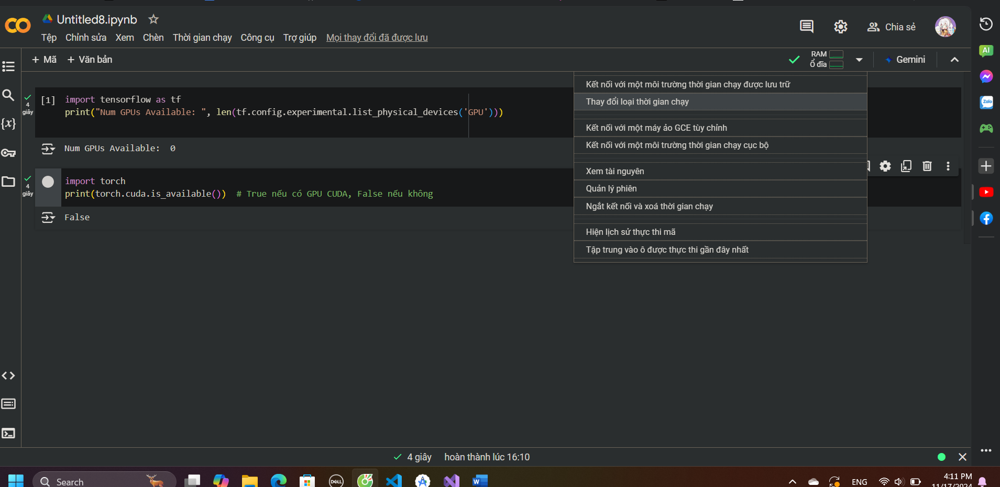 Untitled8.ipynb
Tệp Chỉnh sửa Xem Chèn Thời gian chạy Công cụ Trợ giúp Mọi thay đổi đã được lưu
Chia sẻ
+ Mã + Văn bản
RAM
Ổ đĩa
Gemini
AI
Zalo
Kết nối với một môi trường thời gian chạy được lưu trữ
Thay đổi loại thời gian chạy
Kết nối với một máy ảo GCE tùy chỉnh
Kết nối với một môi trường thời gian chạy cục bộ
Xem tài nguyên
Quản lý phiên
Ngắt kết nối và xoá thời gian chạy
Hiện lịch sử thực thi mã
Tập trung vào ô được thực thi gần đây nhất
4
giây
[1] import tensorflow as tf
print("Num GPUs Available: ", len(tf.config.experimental.list_physical_devices('GPU')))
Num GPUs Available:  0
4
giây
import torch
print(torch.cuda.is_available())  # True nếu có GPU CUDA, False nếu không
False
{x}
4 giây hoàn thành lúc 16:10
Search
DELL
W
ENG
4:11 PM
11/17/2024